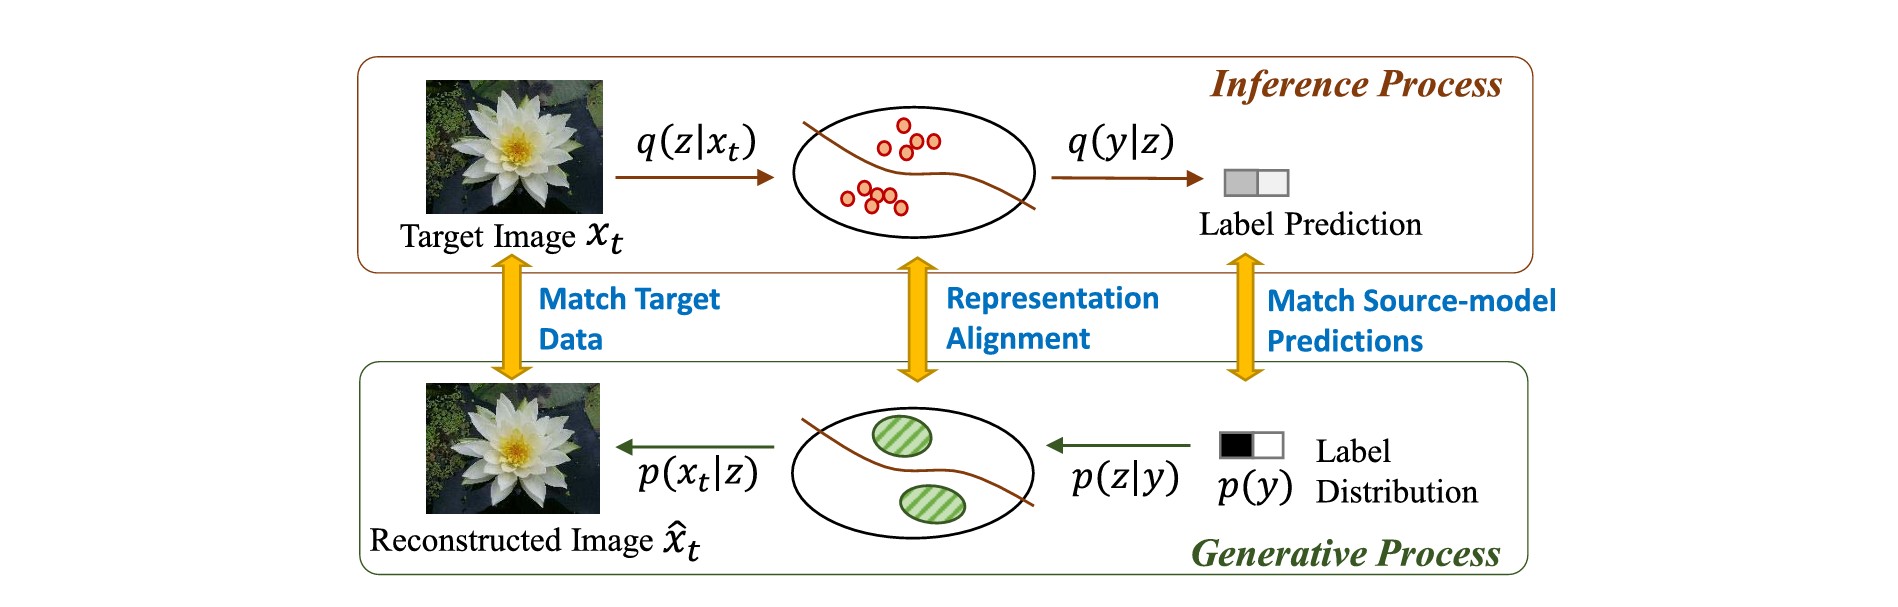 Inference Process
q(z|x_t)
q(y|z)
Target Image x_t
Label Prediction
Match Target
Data
Representation
Alignment
Match Source-model
Predictions
p(x_t|z)
p(z|y)
p(y)
Label
Distribution
Reconstructed Image x̂_t
Generative Process